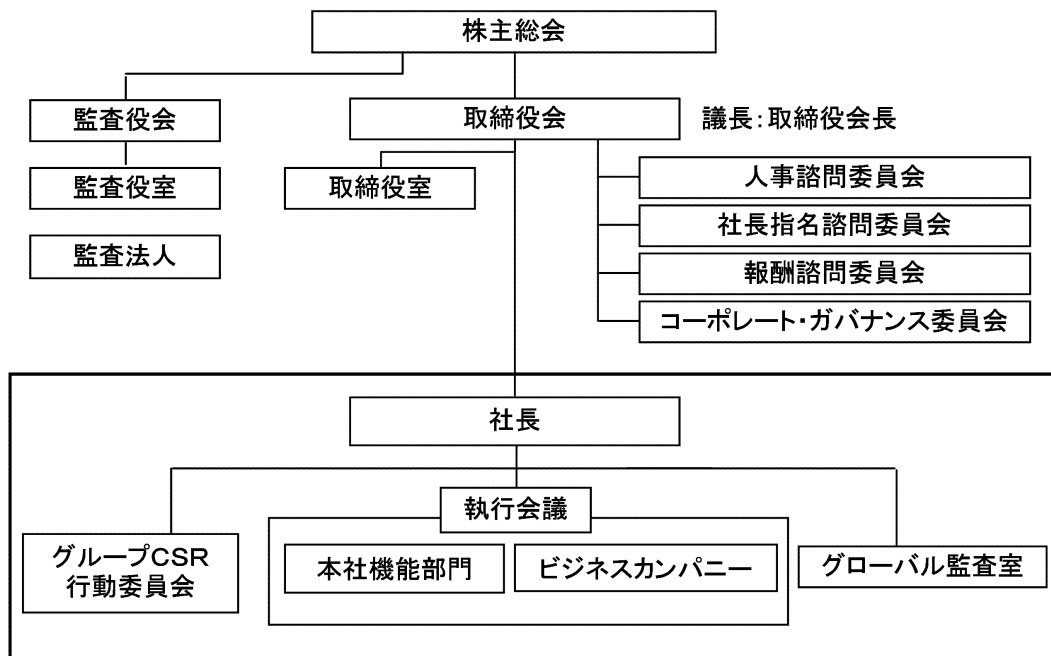 株主総会
監査役会
取締役会
議長：取締役会長
監査役室
取締役室
人事諮問委員会
社長指名諮問委員会
監査法人
報酬諮問委員会
コーポレート・ガバナンス委員会
社長
執行会議
グループCSR
行動委員会
本社機能部門
ビジネスカンパニー
グローバル監査室